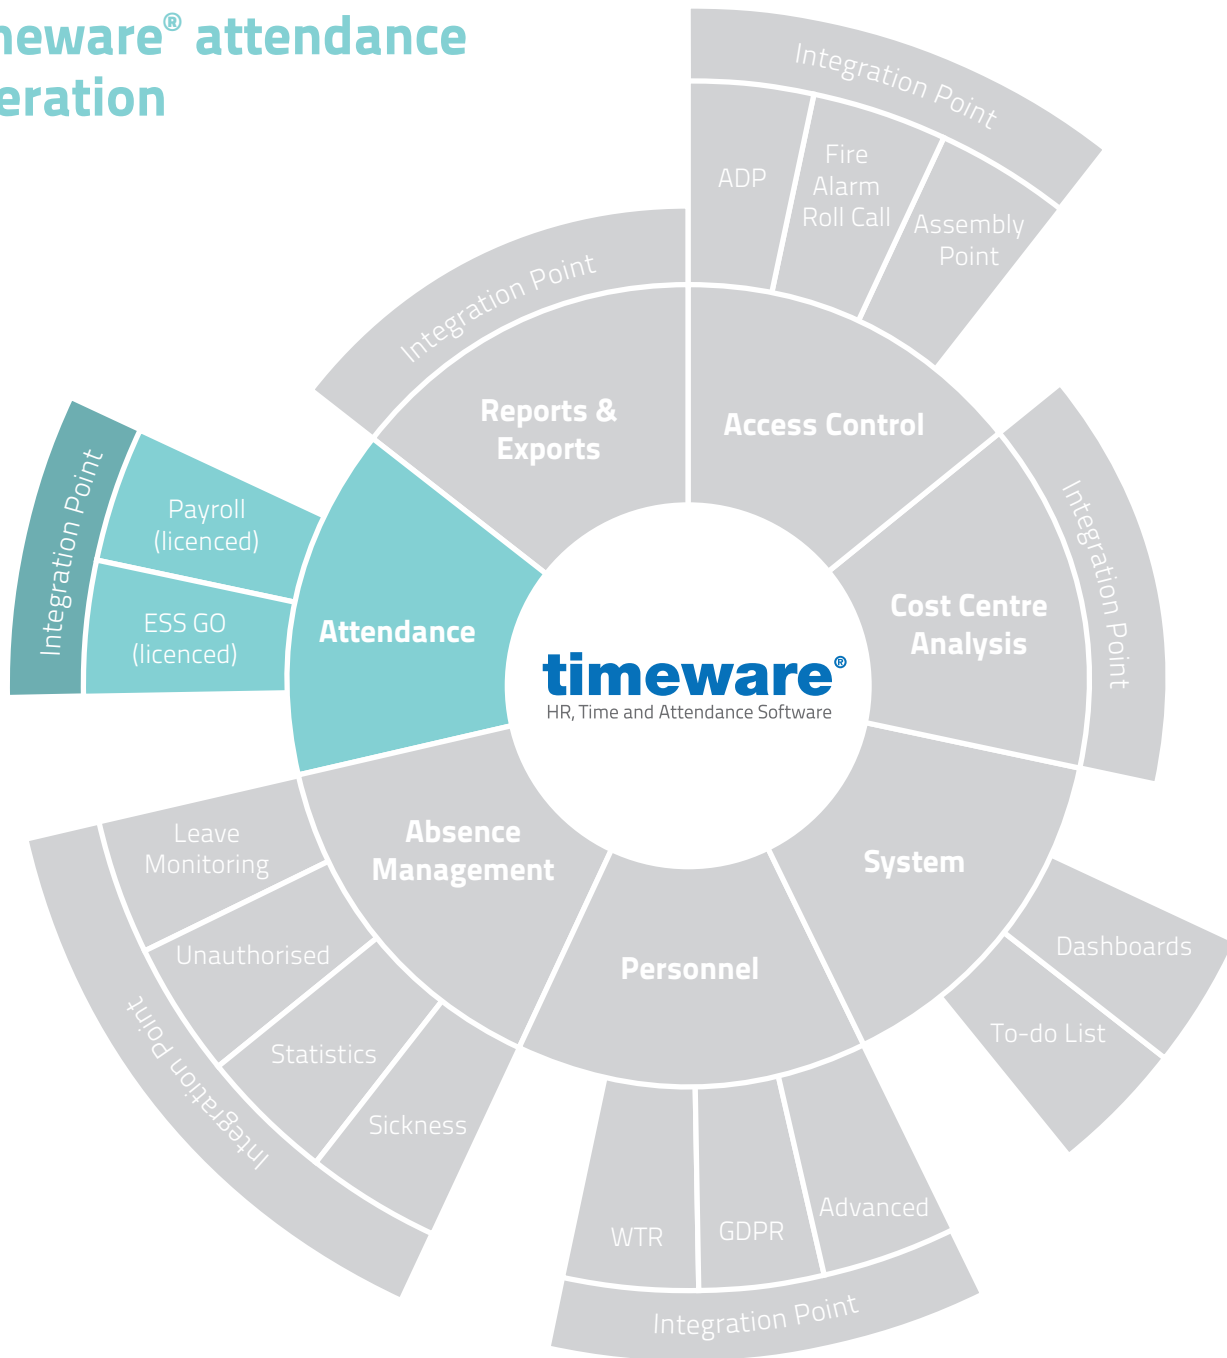 meware® attendance
eration
Integration Point
ADP
Fire
Alarm
Roll Call
Assembly
Point
Integration Point
Reports &
Exports
Access Control
Integration Point
Payroll
(licenced)
ESS GO
(licenced)
Attendance
Integration Point
Cost Centre
Analysis
timeware®
HR, Time and Attendance Software
Absence
Management
System
Leave
Monitoring
Unauthorised
Statistics
Sickness
Integration Point
Personnel
Dashboards
To-do List
WTR
GDPR
Advanced
Integration Point